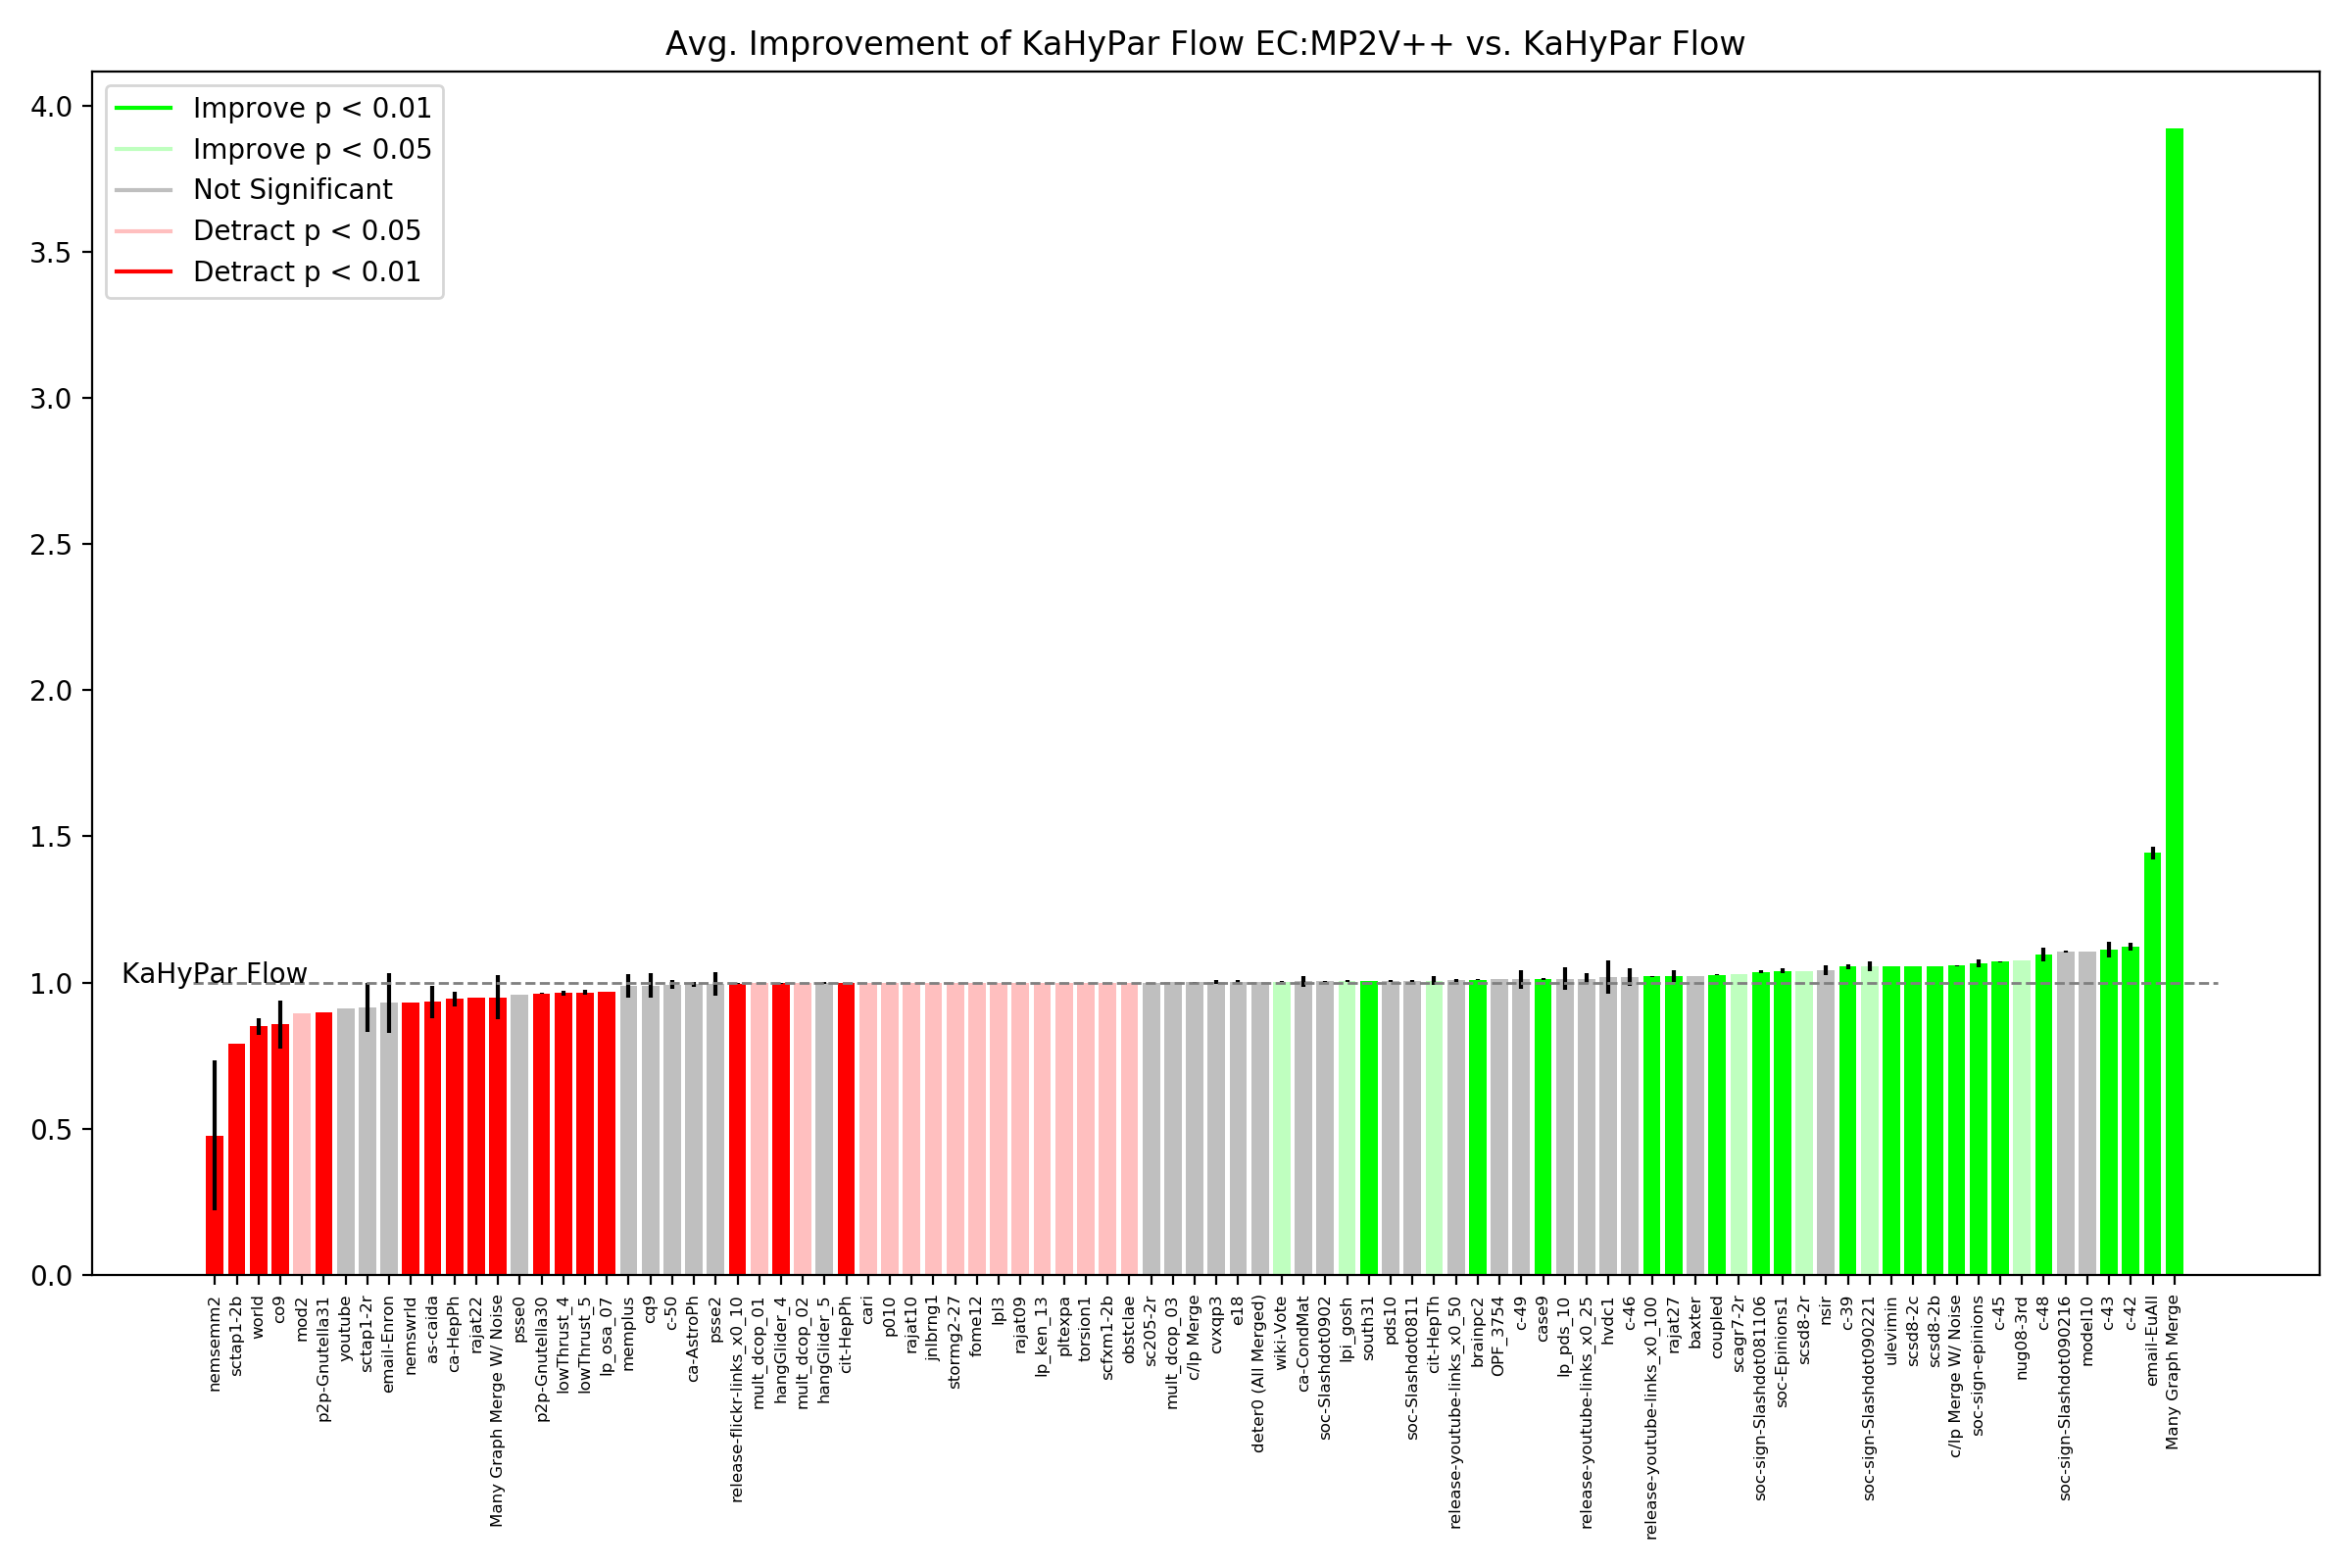 Avg. Improvement of KaHyPar Flow EC:MP2V++ vs. KaHyPar Flow
Improve p < 0.01
Improve p < 0.05
Not Significant
Detract p < 0.05
Detract p < 0.01
4.0
3.5
3.0
2.5
2.0
1.5
1.0
0.5
0.0
KaHyPar Flow
nemsemm2
sctap1-2b
world
co9
mod2
p2p-Gnutella31
youtube
sctap1-2r
email-Enron
nemswrld
as-caida
ca-HepPh
rajat22
Many Graph Merge W/ Noise
psse0
p2p-Gnutella30
lowThrust_4
lowThrust_5
lp_osa_07
memplus
cq9
c-50
ca-AstroPh
psse2
release-flickr-links_x0_10
mult_dcop_01
hangGlider_4
mult_dcop_02
hangGlider_5
cit-HepPh
cari
p010
rajat10
jnlbrng1
stormg2-27
fome12
lpl3
rajat09
lp_ken_13
pltexpa
torsion1
scfxm1-2b
obstclae
sc205-2r
mult_dcop_03
c/lp Merge
cvxqp3
e18
deter0 (All Merged)
wiki-Vote
ca-CondMat
soc-Slashdot0902
lpi_gosh
south31
pds10
soc-Slashdot0811
cit-HepTh
release-youtube-links_x0_50
brainpc2
OPF_3754
c-49
case9
lp_pds_10
release-youtube-links_x0_25
hvdc1
c-46
release-youtube-links_x0_100
rajat27
baxter
coupled
scagr7-2r
soc-sign-Slashdot081106
soc-Epinions1
scsd8-2r
nsir
c-39
soc-sign-Slashdot090221
ulevimin
scsd8-2c
scsd8-2b
c/lp Merge W/ Noise
soc-sign-epinions
c-45
nug08-3rd
c-48
soc-sign-Slashdot090216
model10
c-43
c-42
email-EuAll
Many Graph Merge